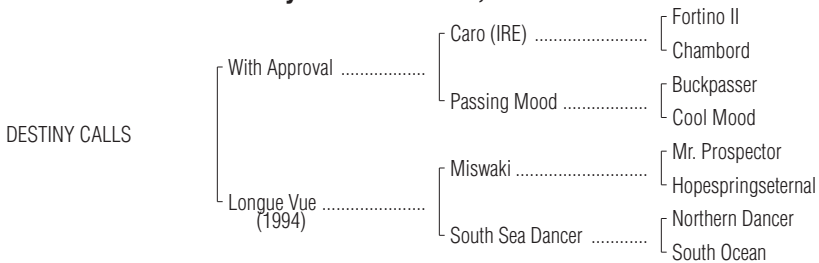 Fortino II
Caro (IRE) ........................
Chambord
With Approval ..................
Buckpasser
Passing Mood ..................
Cool Mood
DESTINY CALLS
Mr. Prospector
Miswaki ............................
Hopespringseternal
Longue Vue ......................
(1994)
Northern Dancer
South Sea Dancer ............
South Ocean